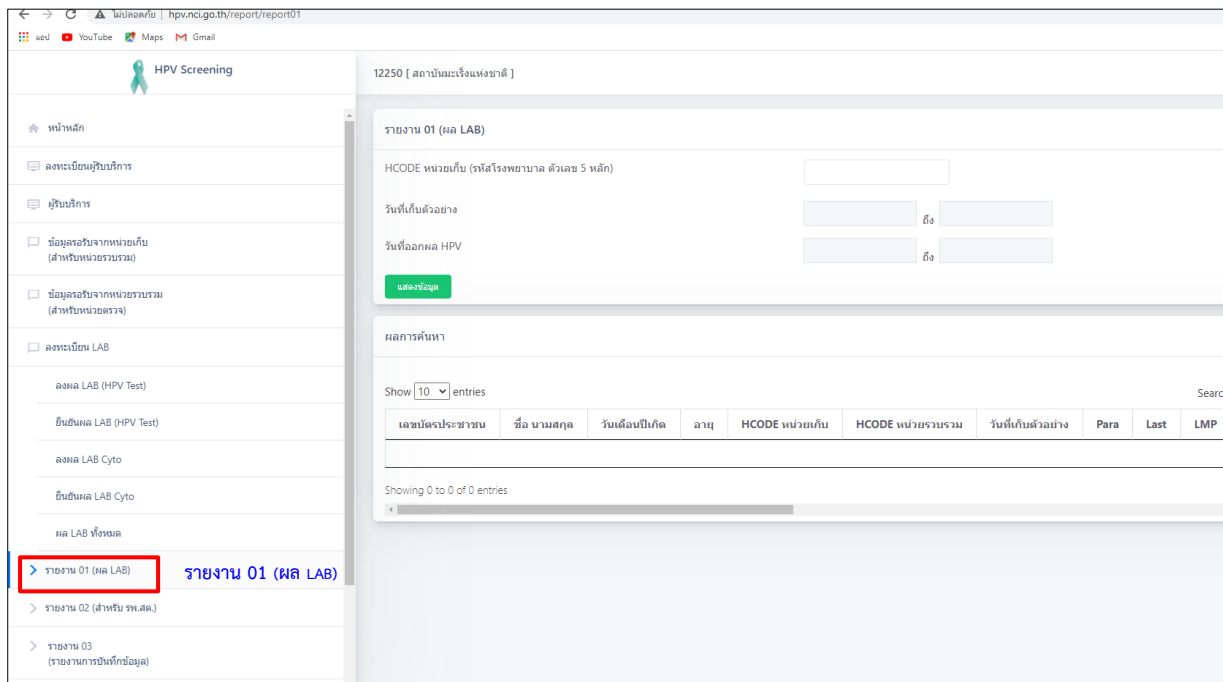 ไม่ปลอดภัย | hpv.nci.go.th/report/report01
แอป YouTube Maps Gmail
HPV Screening
12250 [ สถาบันมะเร็งแห่งชาติ ]
หน้าหลัก
ลงทะเบียนผู้รับบริการ
ผู้รับบริการ
ข้อมูลรอรับจากหน่วยเก็บ
(สำหรับหน่วยรวบรวม)
ข้อมูลรอรับจากหน่วยรวบรวม
(สำหรับหน่วยตรวจ)
ลงทะเบียน LAB
ลงผล LAB (HPV Test)
ยืนยันผล LAB (HPV Test)
ลงผล LAB Cyto
ยืนยันผล LAB Cyto
ผล LAB ทั้งหมด
รายงาน 01 (ผล LAB)
รายงาน 01 (ผล LAB)
รายงาน 02 (สำหรับ รพ.สต.)
รายงาน 03
(รายงานการบันทึกข้อมูล)
รายงาน 01 (ผล LAB)
HCODE หน่วยเก็บ (รหัสโรงพยาบาล ตัวเลข 5 หลัก)
วันที่เก็บตัวอย่าง ถึง
วันที่ออกผล HPV ถึง
แสดงข้อมูล
ผลการค้นหา
Show 10 entries Searc
เลขบัตรประชาชน ชื่อ นามสกุล วันเดือนปีเกิด อายุ HCODE หน่วยเก็บ HCODE หน่วยรวบรวม วันที่เก็บตัวอย่าง Para Last LMP
Showing 0 to 0 of 0 entries